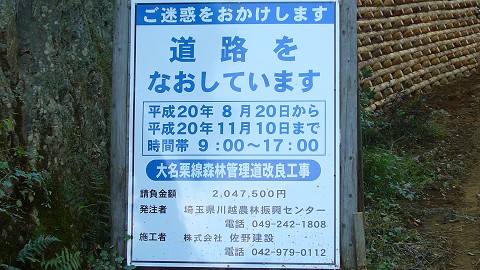 ご迷惑をおかけします
道路を
なおしています
平成20年 8月20日から
平成20年11月10日まで
時間帯 9:00~17:00
大名栗線森林管理道改良工事
請負金額 2,047,500円
発注者 埼玉県川越農林振興センター
電話 049-242-1808
施工者 株式会社 佐野建設
電話 042-979-0112